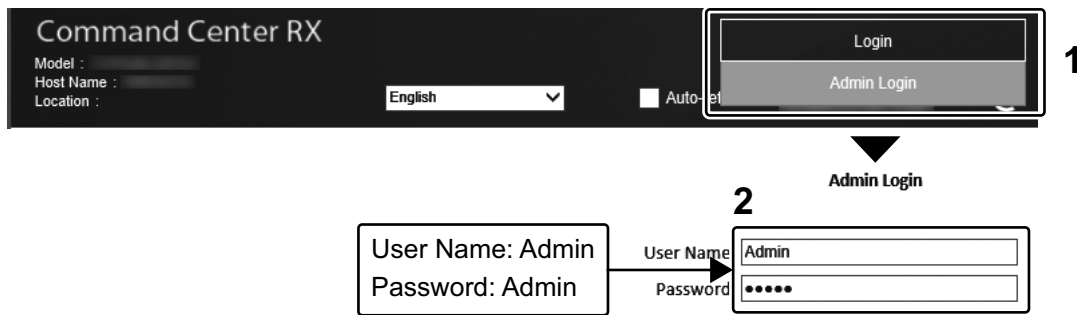 Command Center RX
Login
1
Model :
Host Name :
Admin Login
Location :
English
Auto-ref
Admin Login
2
User Name: Admin
Password: Admin
User Name
Admin
Password
•••••